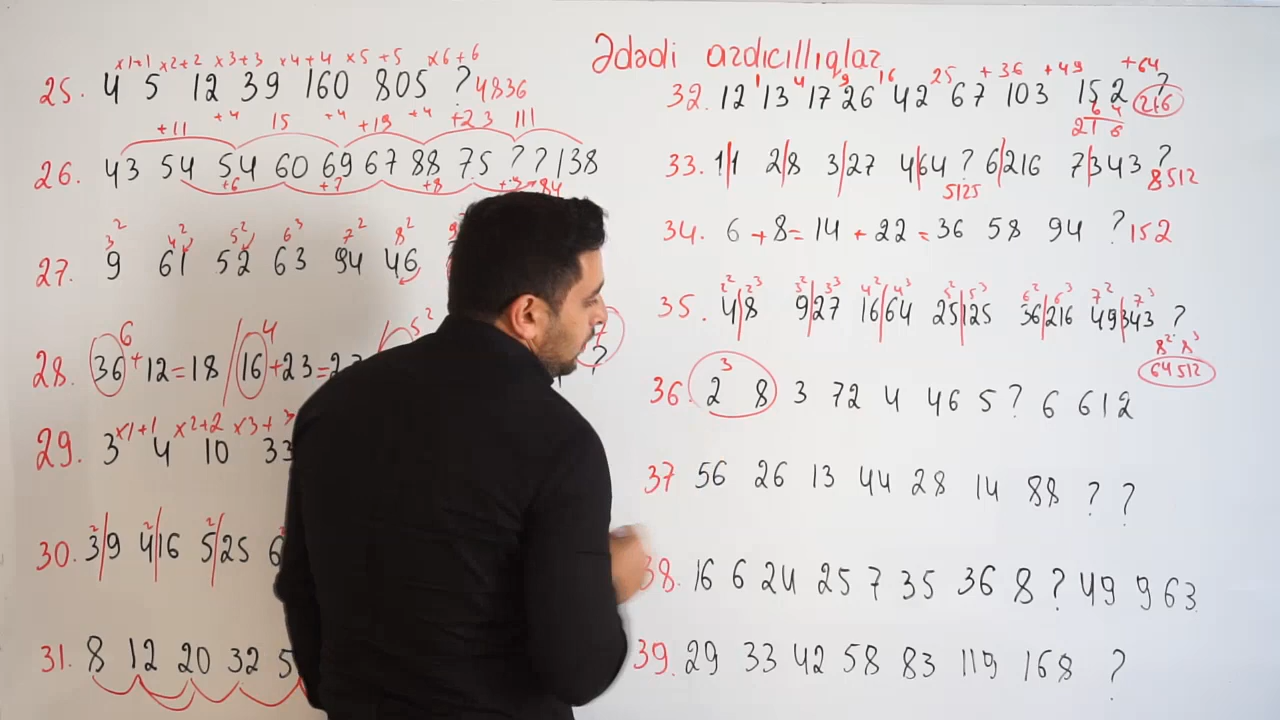 Ədədi ardıcıllıqlar
x1+1 x2+2 x3+3 x4+4 x5+5 x6+6
25. 4 5 12 39 160 805 ? 4836
+11 +4 15 +4 +19 +4 +23 111
26. 43 54 54 60 69 67 88 75 ? ? 138
+6 +7 +8 84
3² 4² 5² 6³ 7² 8²
27. 9 61 52 63 94 46
6 4 5²
28. 36 + 12 = 18 / 16 + 23 = 23 ?
x1+1 x2+2 x3+3
29. 3 4 10 33
2 2 2
30. 3/9 4/16 5/25 6
31. 8 12 20 32 5
1 4 9 16 25 +36 +49 +64
32. 12 13 17 26 42 67 103 152 ? 216
6 4
21 6
33. 1|1 2|8 3|27 4|64 ? 6|216 7|343 ? 8512
5125
34. 6 + 8 = 14 + 22 = 36 58 94 ? 152
2² 2³ 3² 3³ 4² 4³ 5² 5³ 6² 6³ 7² 7³
35. 4|8 9|27 16|64 25|125 36|216 49|343 ?
8² 8³
64 512
3
36. 2 8 3 72 4 46 5 ? 6 612
37 56 26 13 44 28 14 88 ? ?
38. 16 6 24 25 7 35 36 8 ? 49 9 63
39. 29 33 42 58 83 119 168 ?